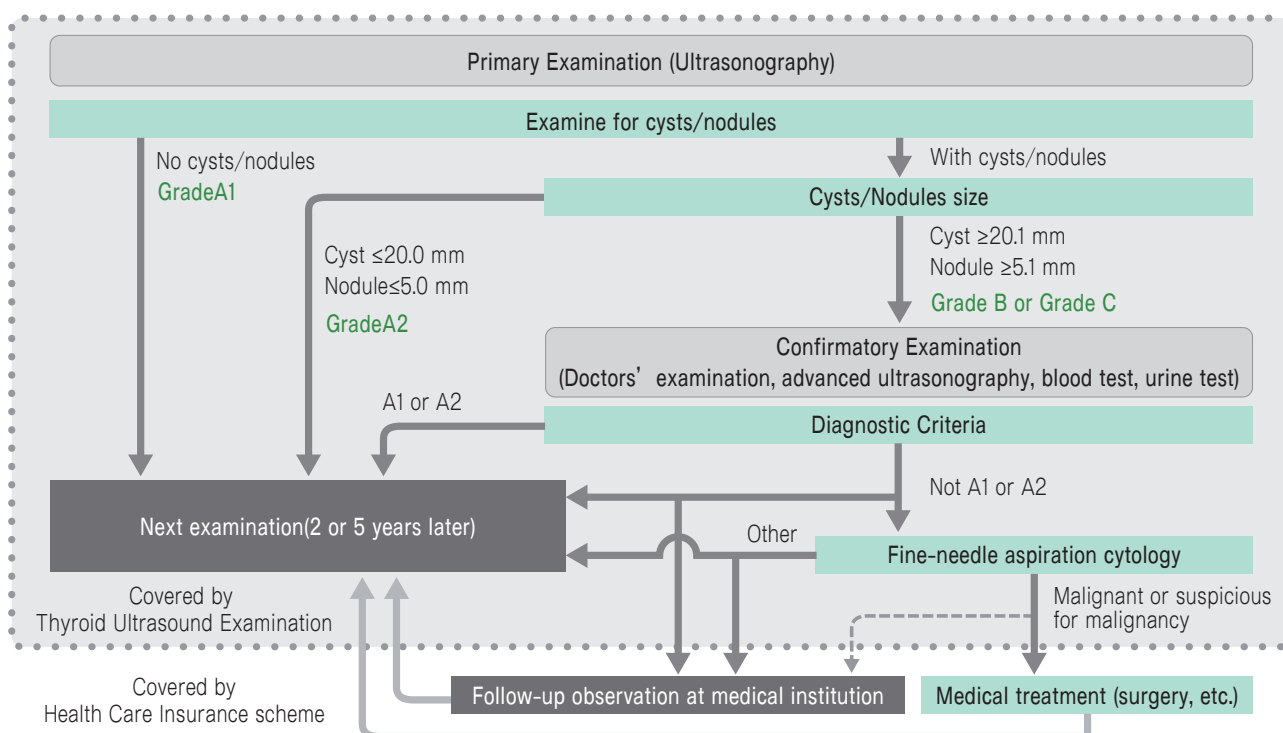 Primary Examination (Ultrasonography)
Examine for cysts/nodules
No cysts/nodules
GradeA1
With cysts/nodules
Cysts/Nodules size
Cyst ≤20.0 mm
Nodule≤5.0 mm
GradeA2
Cyst ≥20.1 mm
Nodule ≥5.1 mm
Grade B or Grade C
Confirmatory Examination
(Doctors’ examination, advanced ultrasonography, blood test, urine test)
A1 or A2
Diagnostic Criteria
Not A1 or A2
Next examination(2 or 5 years later)
Other
Fine-needle aspiration cytology
Covered by
Thyroid Ultrasound Examination
Malignant or suspicious
for malignancy
Covered by
Health Care Insurance scheme
Follow-up observation at medical institution
Medical treatment (surgery, etc.)